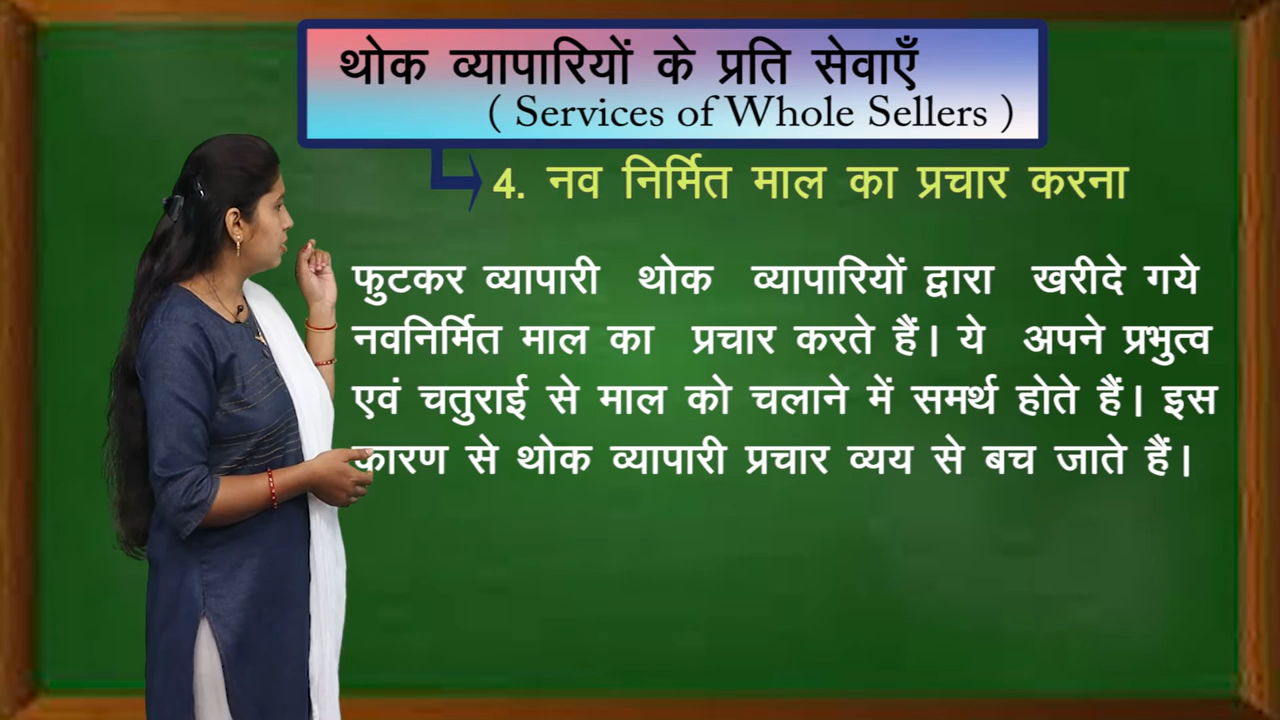 थोक व्यापारियों के प्रति सेवाएँ
( Services of Whole Sellers )
4. नव निर्मित माल का प्रचार करना
फुटकर व्यापारी थोक व्यापारियों द्वारा खरीदे गये
नवनिर्मित माल का प्रचार करते हैं। ये अपने प्रभुत्व
एवं चतुराई से माल को चलाने में समर्थ होते हैं। इस
कारण से थोक व्यापारी प्रचार व्यय से बच जाते हैं।